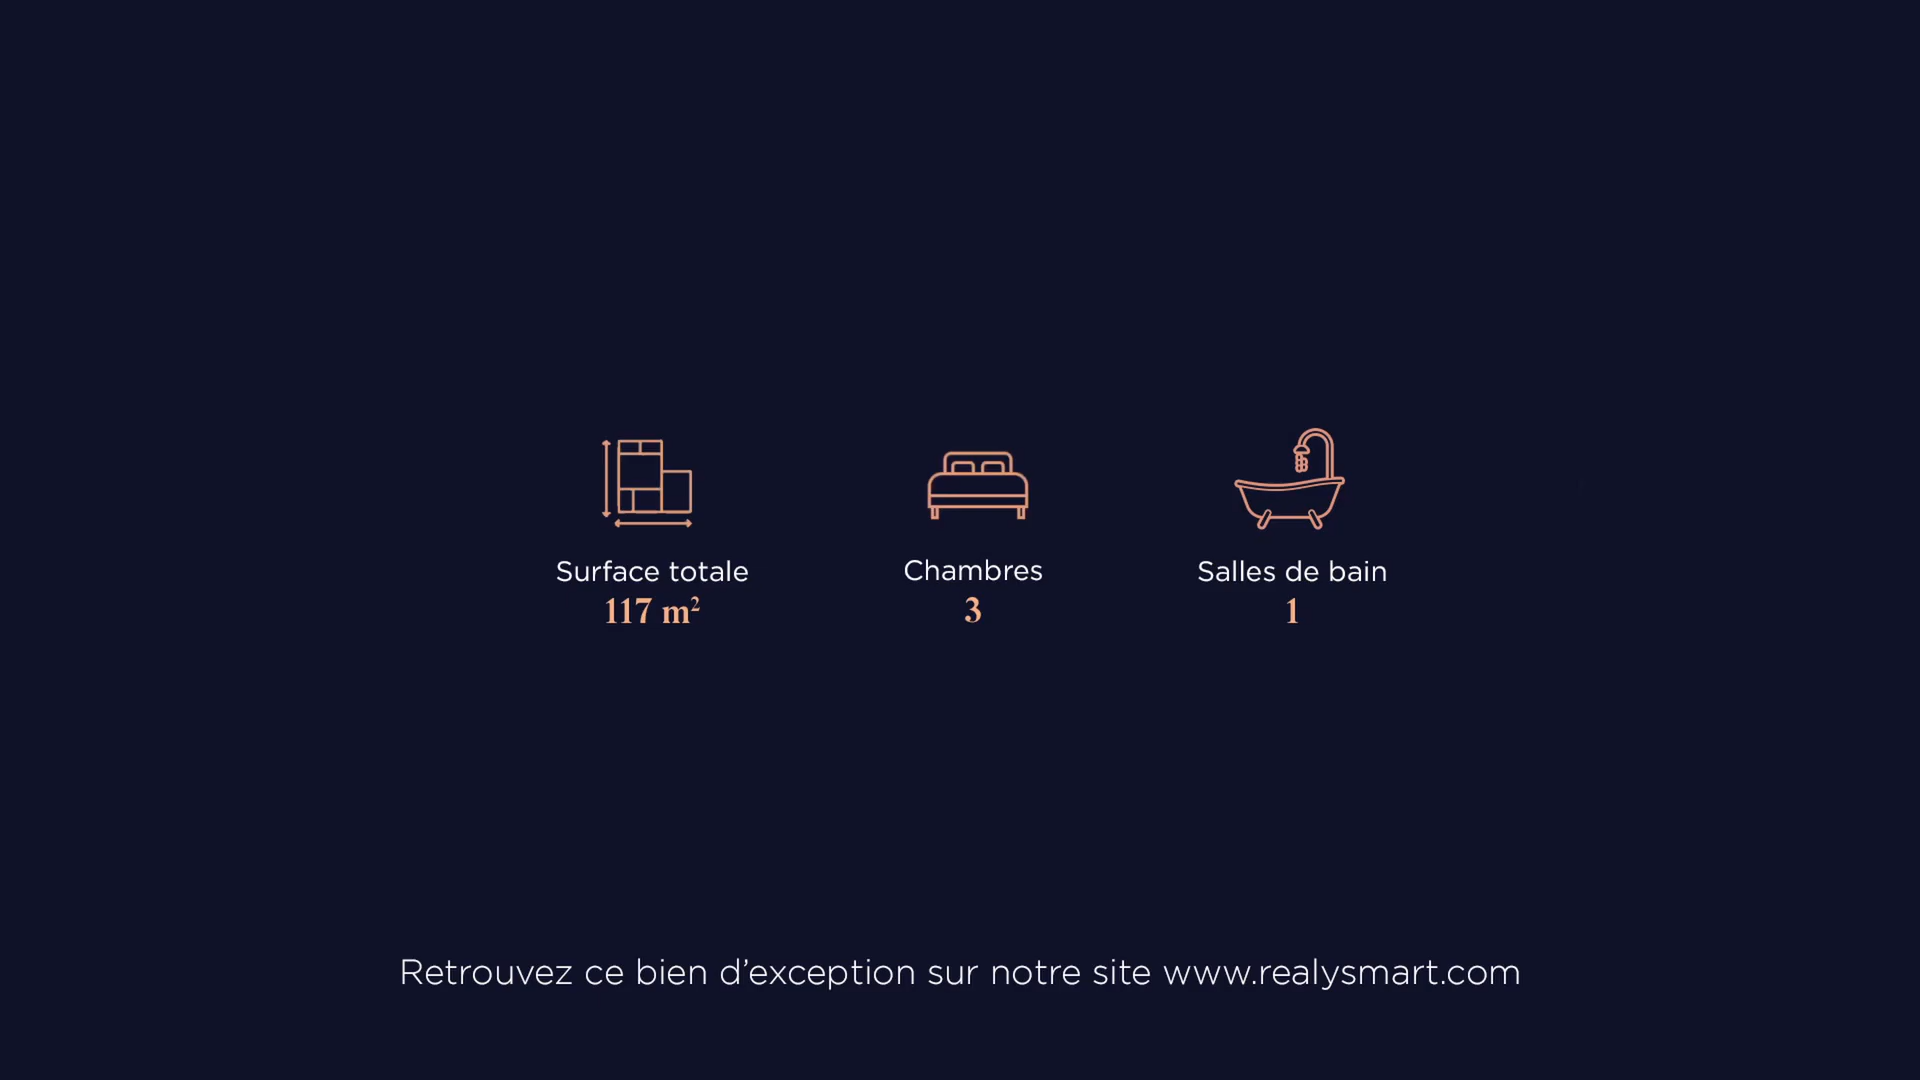 Surface totale
117 m²
Chambres
3
Salles de bain
1
Retrouvez ce bien d’exception sur notre site www.realysmart.com